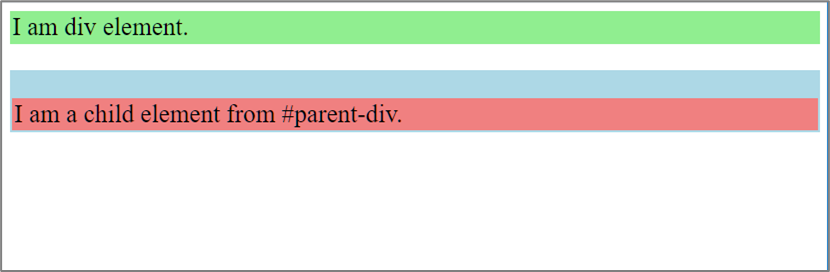 I am div element.
I am a child element from #parent-div.